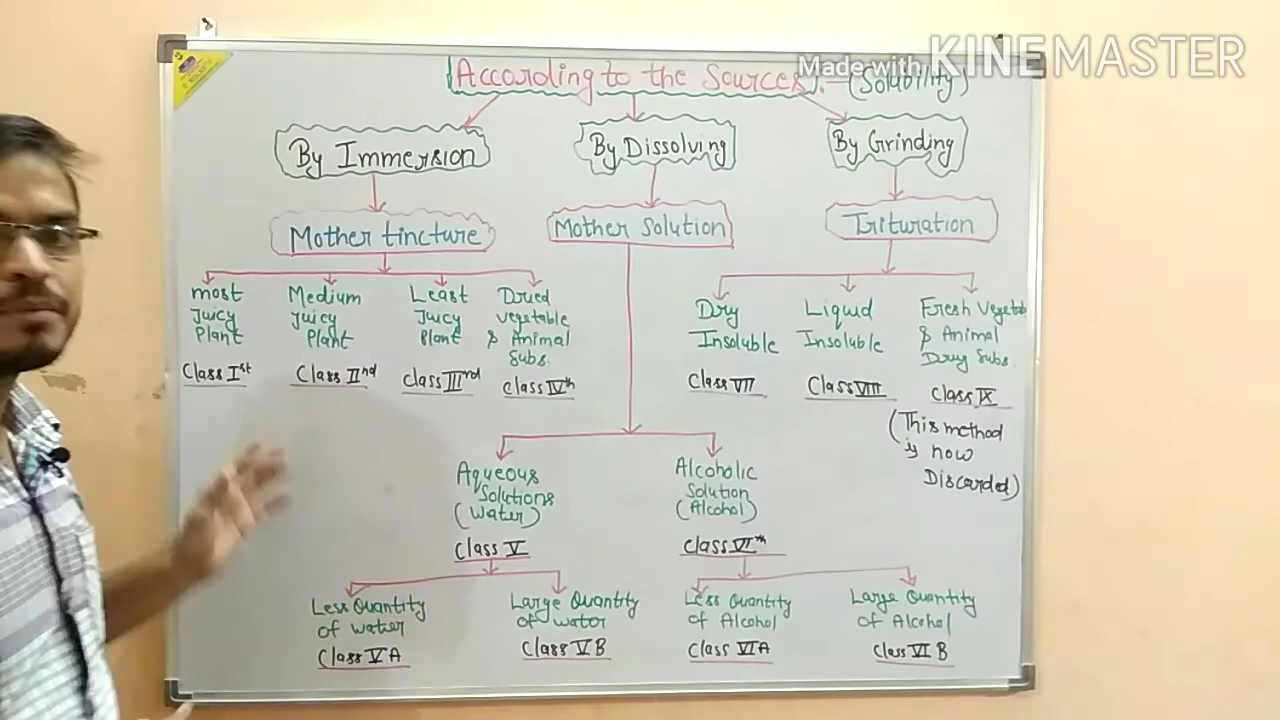 Made with KINEMASTER
According to the Sources :- (Solubility)
By Immersion
By Dissolving
By Grinding
Mother tincture
Mother Solution
Trituration
most
Juicy
Plant
Class Ist
Medium
Juicy
Plant
Class IInd
Least
Juicy
Plant
Class IIIrd
Dried
Vegetable
& Animal
Subs.
Class IVth
Dry
Insoluble
Class VII
Liquid
Insoluble
Class VIII
Fresh Vegetab
& Animal
Drug Subs.
Class IX
(This method
is now
Discarded)
Aqueous
Solutions
(Water)
Class V
Alcoholic
Solution
(Alcohol)
Class VIth
Less Quantity
of Water
Class V A
Large Quantity
of Water
Class V B
Less Quantity
of Alcohol
Class VI A
Large Quantity
of Alcohol
Class VI B